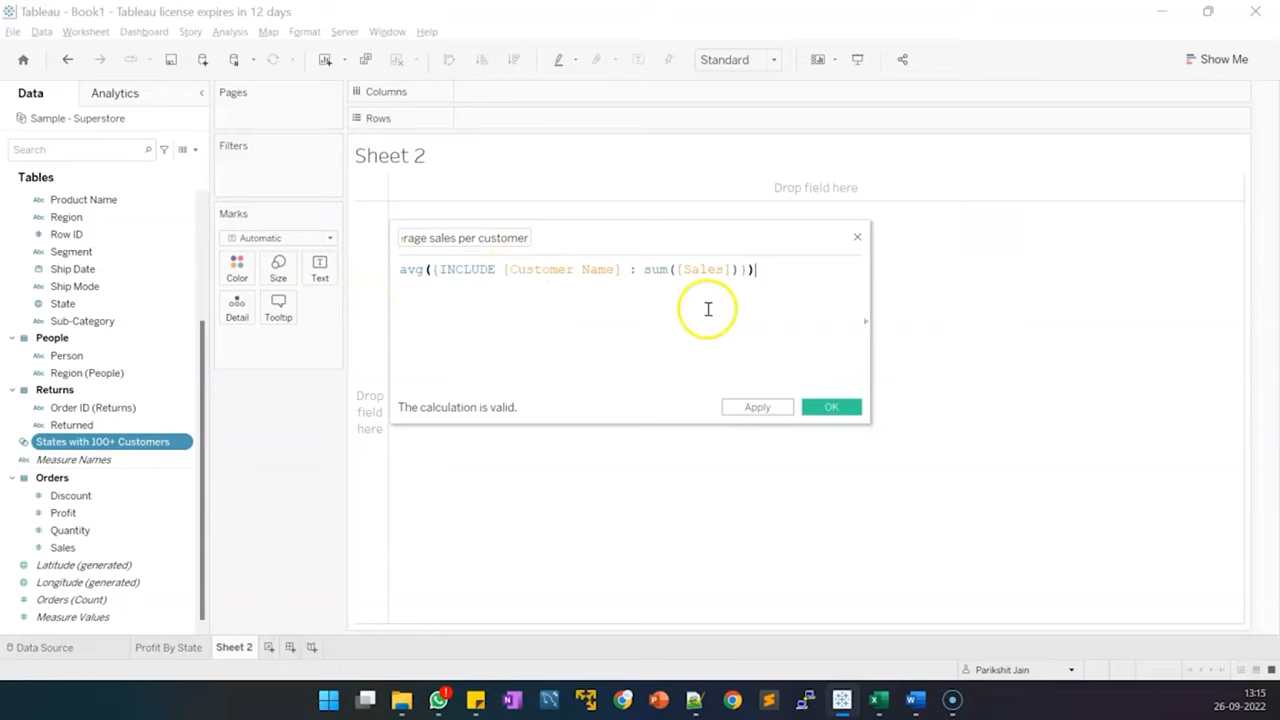 Tableau - Book1 - Tableau license expires in 12 days
File Data Worksheet Dashboard Story Analysis Map Format Server Window Help
Standard
Show Me
Data Analytics
Pages
Columns
Sample - Superstore
Rows
Search
Filters
Sheet 2
Tables
Drop field here
Product Name
Region
Marks
Row ID
Automatic
erage sales per customer
Segment
Ship Date
Color Size Text
avg({INCLUDE [Customer Name] : sum([Sales])})
Ship Mode
State
Detail Tooltip
Sub-Category
People
Person
Region (People)
Returns
Drop
field
here
Order ID (Returns)
The calculation is valid.
Apply OK
Returned
States with 100+ Customers
Measure Names
Orders
Discount
Profit
Quantity
Sales
Latitude (generated)
Longitude (generated)
Orders (Count)
Measure Values
Data Source Profit By State Sheet 2
Parikshit Jain
13:15
26-09-2022